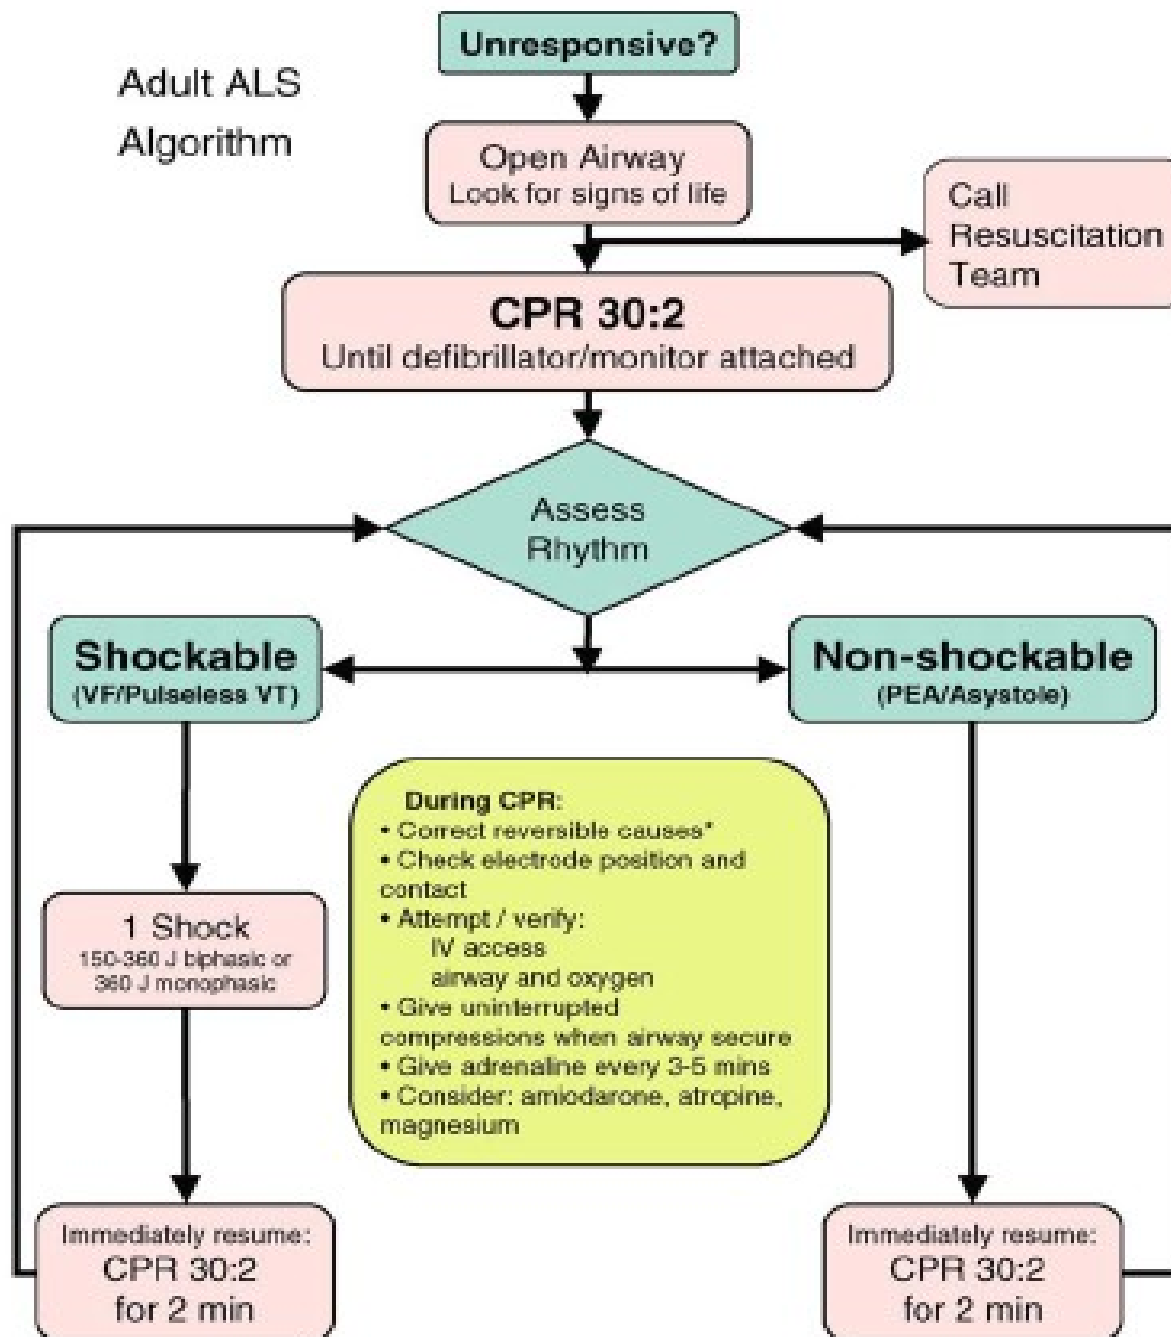 Adult ALS
Algorithm
Unresponsive?
Open Airway
Look for signs of life
Call
Resuscitation
Team
CPR 30:2
Until defibrillator/monitor attached
Assess
Rhythm
Shockable
(VF/Pulseless VT)
Non-shockable
(PEA/Asystole)
During CPR:
• Correct reversible causes*
• Check electrode position and
contact
• Attempt / verify:
IV access
airway and oxygen
• Give uninterrupted
compressions when airway secure
• Give adrenaline every 3-5 mins
• Consider: amiodarone, atropine,
magnesium
1 Shock
150-360 J biphasic or
360 J monophasic
Immediately resume:
CPR 30:2
for 2 min
Immediately resume:
CPR 30:2
for 2 min